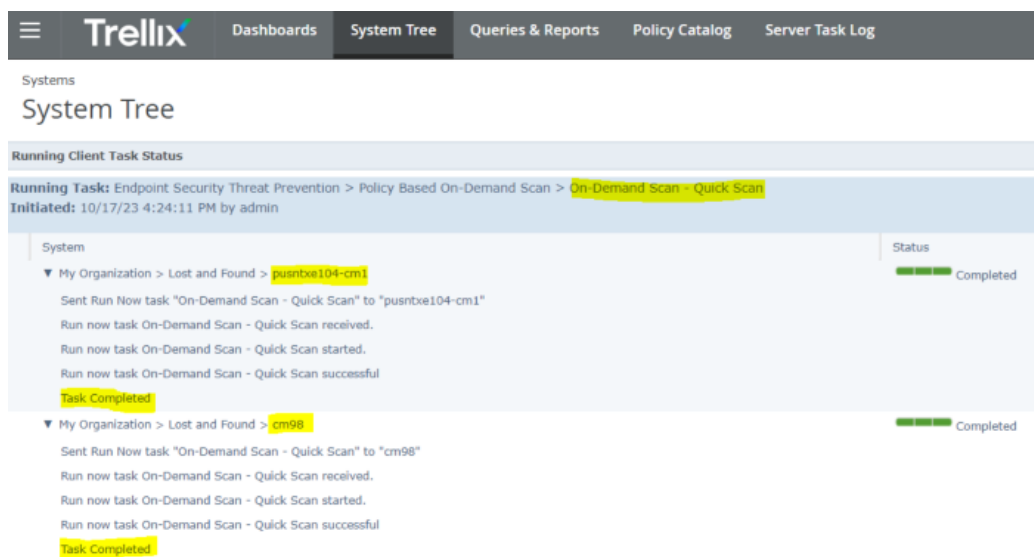 Trellix
Dashboards System Tree Queries & Reports Policy Catalog Server Task Log
Systems
System Tree
Running Client Task Status
Running Task: Endpoint Security Threat Prevention > Policy Based On-Demand Scan > On-Demand Scan - Quick Scan
Initiated: 10/17/23 4:24:11 PM by admin
System Status
My Organization > Lost and Found > pusntxe104-cm1 Completed
Sent Run Now task "On-Demand Scan - Quick Scan" to "pusntxe104-cm1"
Run now task On-Demand Scan - Quick Scan received.
Run now task On-Demand Scan - Quick Scan started.
Run now task On-Demand Scan - Quick Scan successful
Task Completed
My Organization > Lost and Found > cm98 Completed
Sent Run Now task "On-Demand Scan - Quick Scan" to "cm98"
Run now task On-Demand Scan - Quick Scan received.
Run now task On-Demand Scan - Quick Scan started.
Run now task On-Demand Scan - Quick Scan successful
Task Completed